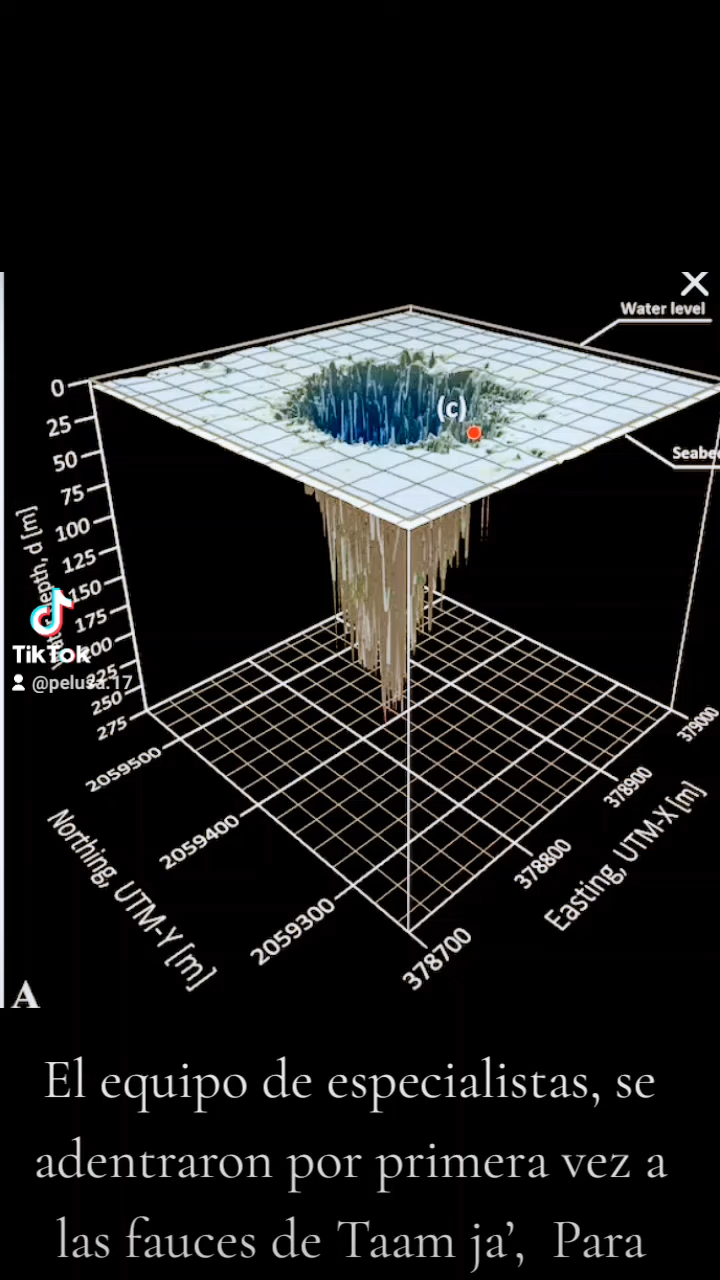 Water level
(c)
0
25
50
75
100
125
150
175
225
250
275
d [m]
TikTok
@pelusa.17
2059500
2059400
2059300
Northing, UTM-Y [m]
378700
378800
378900
379000
Easting, UTM-X [m]
A
El equipo de especialistas, se
adentraron por primera vez a
las fauces de Taam ja’, Para